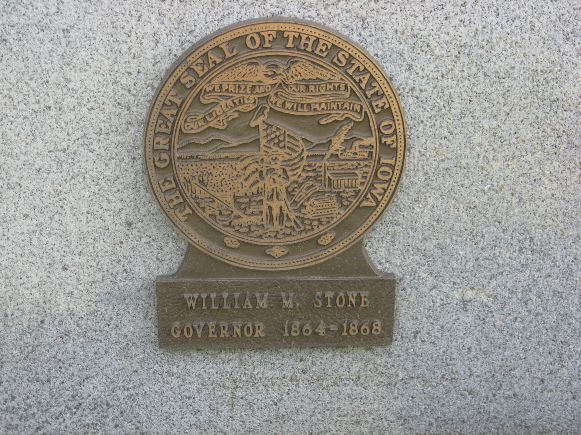 THE GREAT SEAL OF THE STATE OF IOWA
WE PRIZE AND OUR RIGHTS
OUR LIBERTIES WE WILL MAINTAIN
WILLIAM M. STONE
GOVERNOR 1864-1868